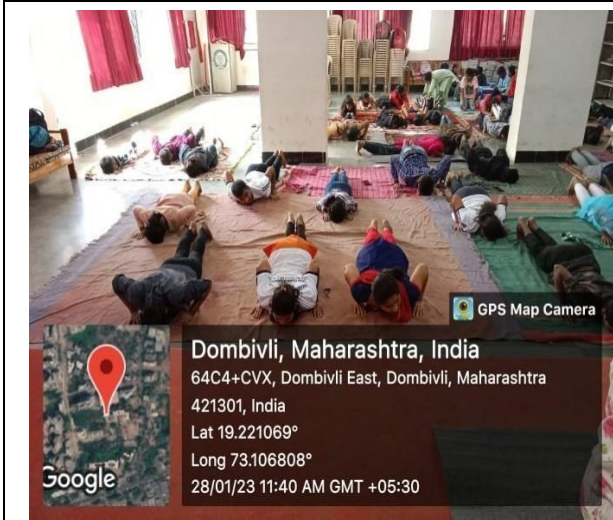 GPS Map Camera
Dombivli, Maharashtra, India
64C4+CVX, Dombivli East, Dombivli, Maharashtra
421301, India
Lat 19.221069°
Long 73.106808°
28/01/23 11:40 AM GMT +05:30
Google